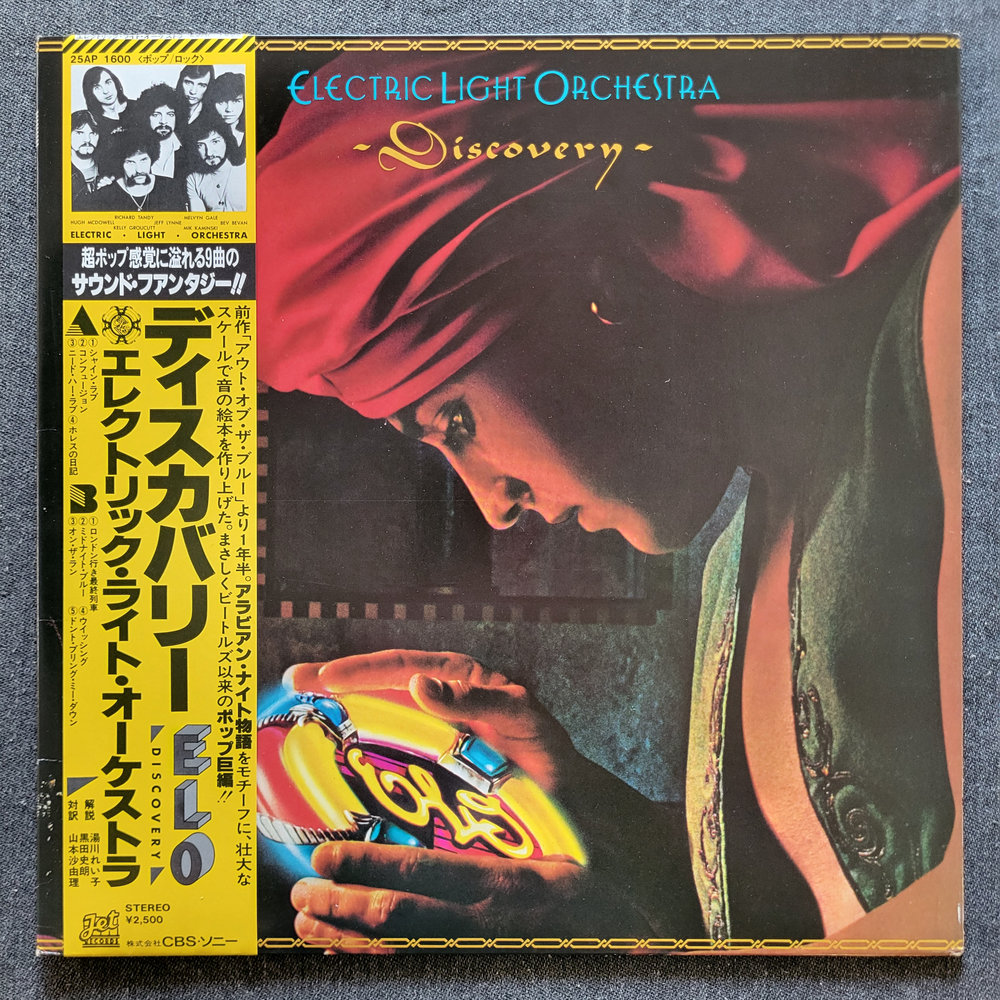 25AP 1600 〈ポップ/ロック〉
RICHARD TANDY MELVYN GALE
HUGH MCDOWELL JEFF LYNNE BEV BEVAN
KELLY GROUCUTT MIK KAMINSKI
ELECTRIC・LIGHT・ORCHESTRA
超ポップ感覚に溢れる9曲の
サウンド・ファンタジー!!
前作「アウト・オブ・ザ・ブルー」より1年半。アラビアン・ナイト物語をモチーフに、壮大な
スケールで音の絵本を作り上げた。まさしくビートルズ以来のポップ巨編!!
ディスカバリー
エレクトリック・ライト・オーケストラ
A
①シャイン・ラブ
②コンフュージョン
③ニード・ハー・ラブ ④ホレスの日記
B
①ロンドン行き最終列車
②ミドナイト・ブルー ④ウイッシング
③オン・ザ・ラン ⑤ドント・ブリング・ミー・ダウン
ELO
DISCOVERY
解説 湯川れい子
黒田史朗
対訳 山本沙由理
STEREO
¥2,500
Jet
RECORDS
株式会社 CBS・ソニー
ELECTRIC LIGHT ORCHESTRA
-Discovery-